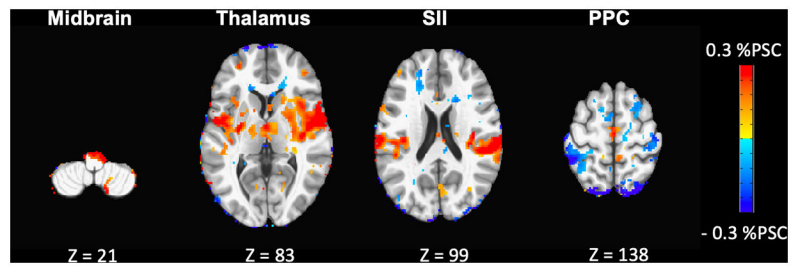 Midbrain Thalamus SII PPC
0.3 %PSC
- 0.3 %PSC
Z = 21 Z = 83 Z = 99 Z = 138